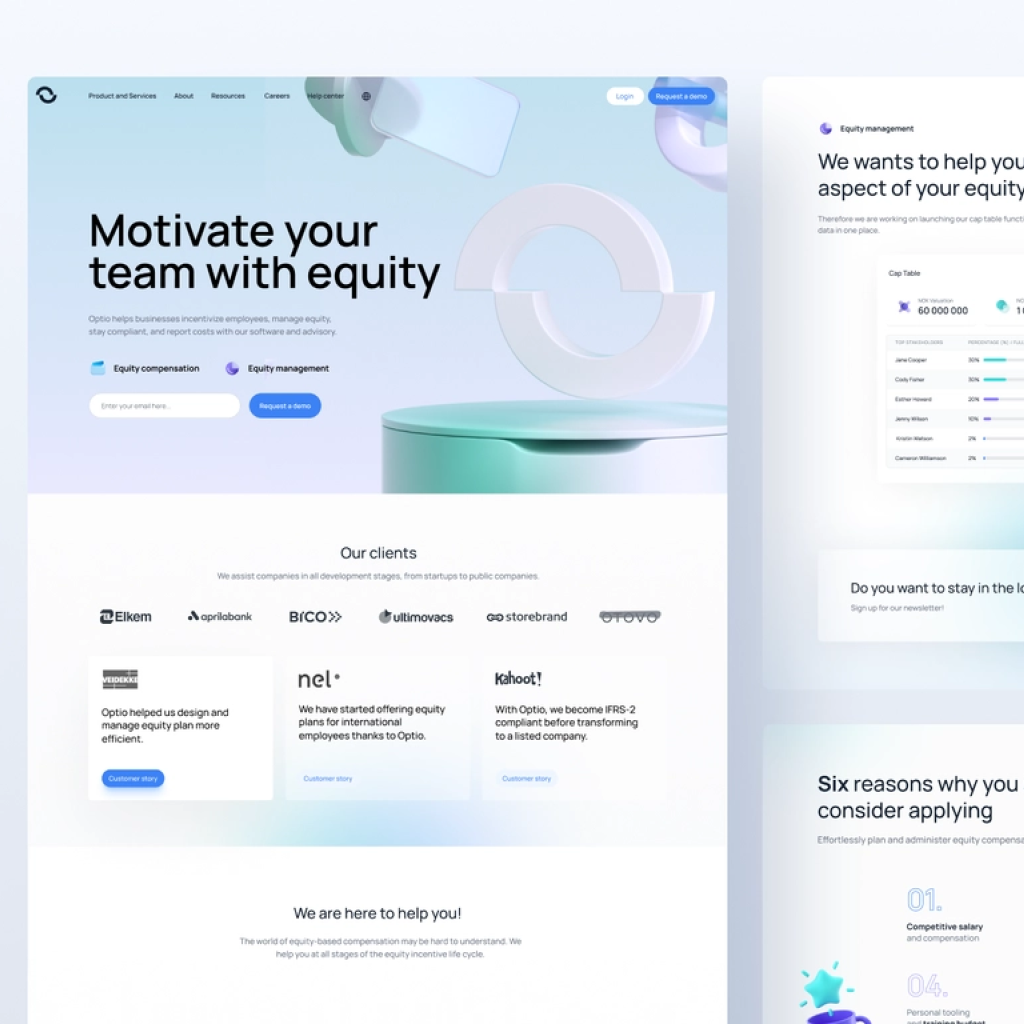 Product and Services
About
Resources
Careers
Help center
Login
Request a demo
Motivate your
team with equity
Optio helps businesses incentivize employees, manage equity,
stay compliant, and report costs with our software and advisory.
Equity compensation
Equity management
Enter your email here...
Request a demo
Our clients
We assist companies in all development stages, from startups to public companies.
Elkem
aprilabank
BiCO
ultimovacs
storebrand
OTOVO
VEIDEKKE
Optio helped us design and
manage equity plan more
efficient.
Customer story
nel•
We have started offering equity
plans for international
employees thanks to Optio.
Customer story
Kahoot!
With Optio, we become IFRS-2
compliant before transforming
to a listed company.
Customer story
We are here to help you!
The world of equity-based compensation may be hard to understand. We
help you at all stages of the equity incentive life cycle.
Equity management
We wants to help you
aspect of your equity
Therefore we are working on launching our cap table functi
data in one place.
Cap Table
NOK Valuation
60 000 000
TOP STAKEHOLDERS
PERCENTAGE (%)
Jane Cooper
30%
Cody Fisher
30%
Esther Howard
20%
Jenny Wilson
10%
Kristin Watson
2%
Cameron Williamson
2%
Do you want to stay in the lo
Sign up for our newsletter!
Six reasons why you
consider applying
Effortlessly plan and administer equity compensa
01.
Competitive salary
and compensation
04.
Personal tooling
and training budget